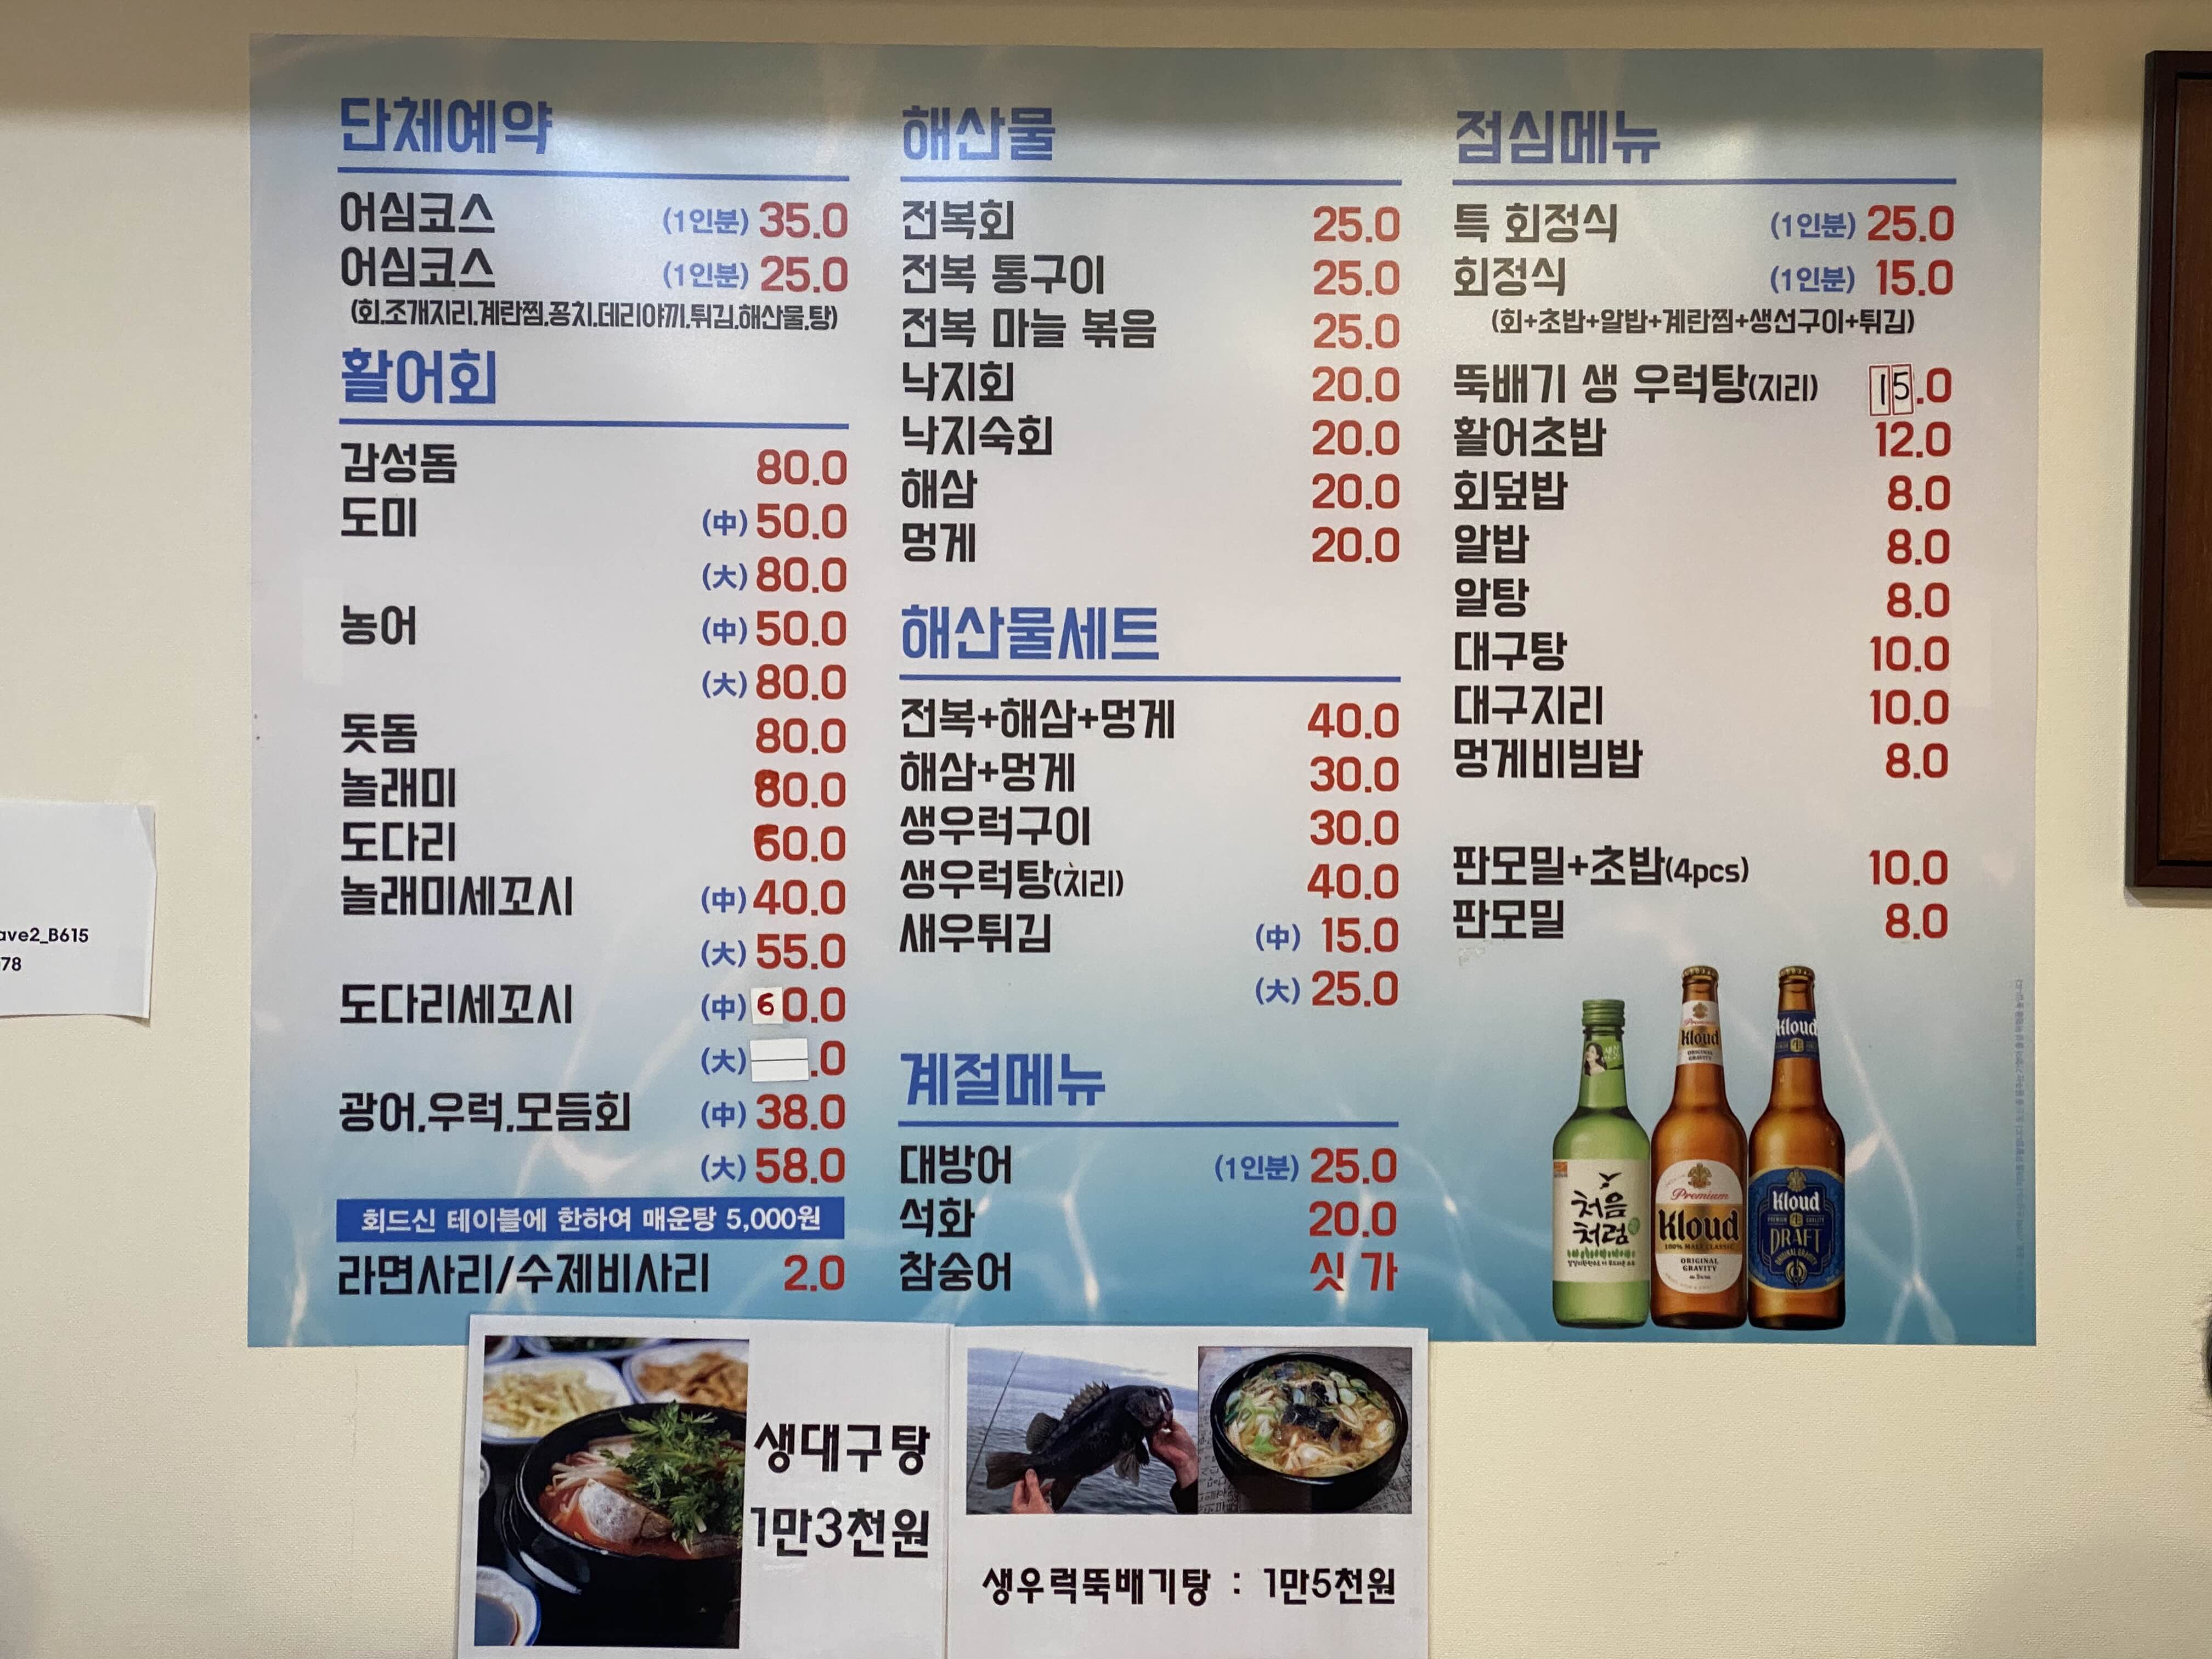 단체예약
어심코스 (1인분) 35.0
어심코스 (1인분) 25.0
(회.조개지리.계란찜.꽁치.데리야끼.튀김.해산물.탕)
활어회
감성돔 80.0
도미 (中) 50.0
(大) 80.0
농어 (中) 50.0
(大) 80.0
돗돔 80.0
놀래미 80.0
도다리 60.0
놀래미세꼬시 (中) 40.0
(大) 55.0
도다리세꼬시 (中) 60.0
(大) .0
광어.우럭.모듬회 (中) 38.0
(大) 58.0
회드신 테이블에 한하여 매운탕 5,000원
라면사리/수제비사리 2.0
해산물
전복회 25.0
전복 통구이 25.0
전복 마늘 볶음 25.0
낙지회 20.0
낙지숙회 20.0
해삼 20.0
멍게 20.0
해산물세트
전복+해삼+멍게 40.0
해삼+멍게 30.0
생우럭구이 30.0
생우럭탕(지리) 40.0
새우튀김 (中) 15.0
(大) 25.0
계절메뉴
대방어 (1인분) 25.0
석화 20.0
참숭어 싯가
점심메뉴
특 회정식 (1인분) 25.0
회정식 (1인분) 15.0
(회+초밥+알밥+계란찜+생선구이+튀김)
뚝배기 생 우럭탕(지리) 15.0
활어초밥 12.0
회덮밥 8.0
알밥 8.0
알탕 8.0
대구탕 10.0
대구지리 10.0
멍게비빔밥 8.0
판모밀+초밥(4pcs) 10.0
판모밀 8.0
처음
처럼
Kloud
ORIGINAL
GRAVITY
Premium
Kloud
100% MALT CLASSIC
ORIGINAL
GRAVITY
Kloud
Kloud
DRAFT
ORIGINAL GRAVITY
생대구탕
1만3천원
생우럭뚝배기탕 : 1만5천원
ave2_B615
78